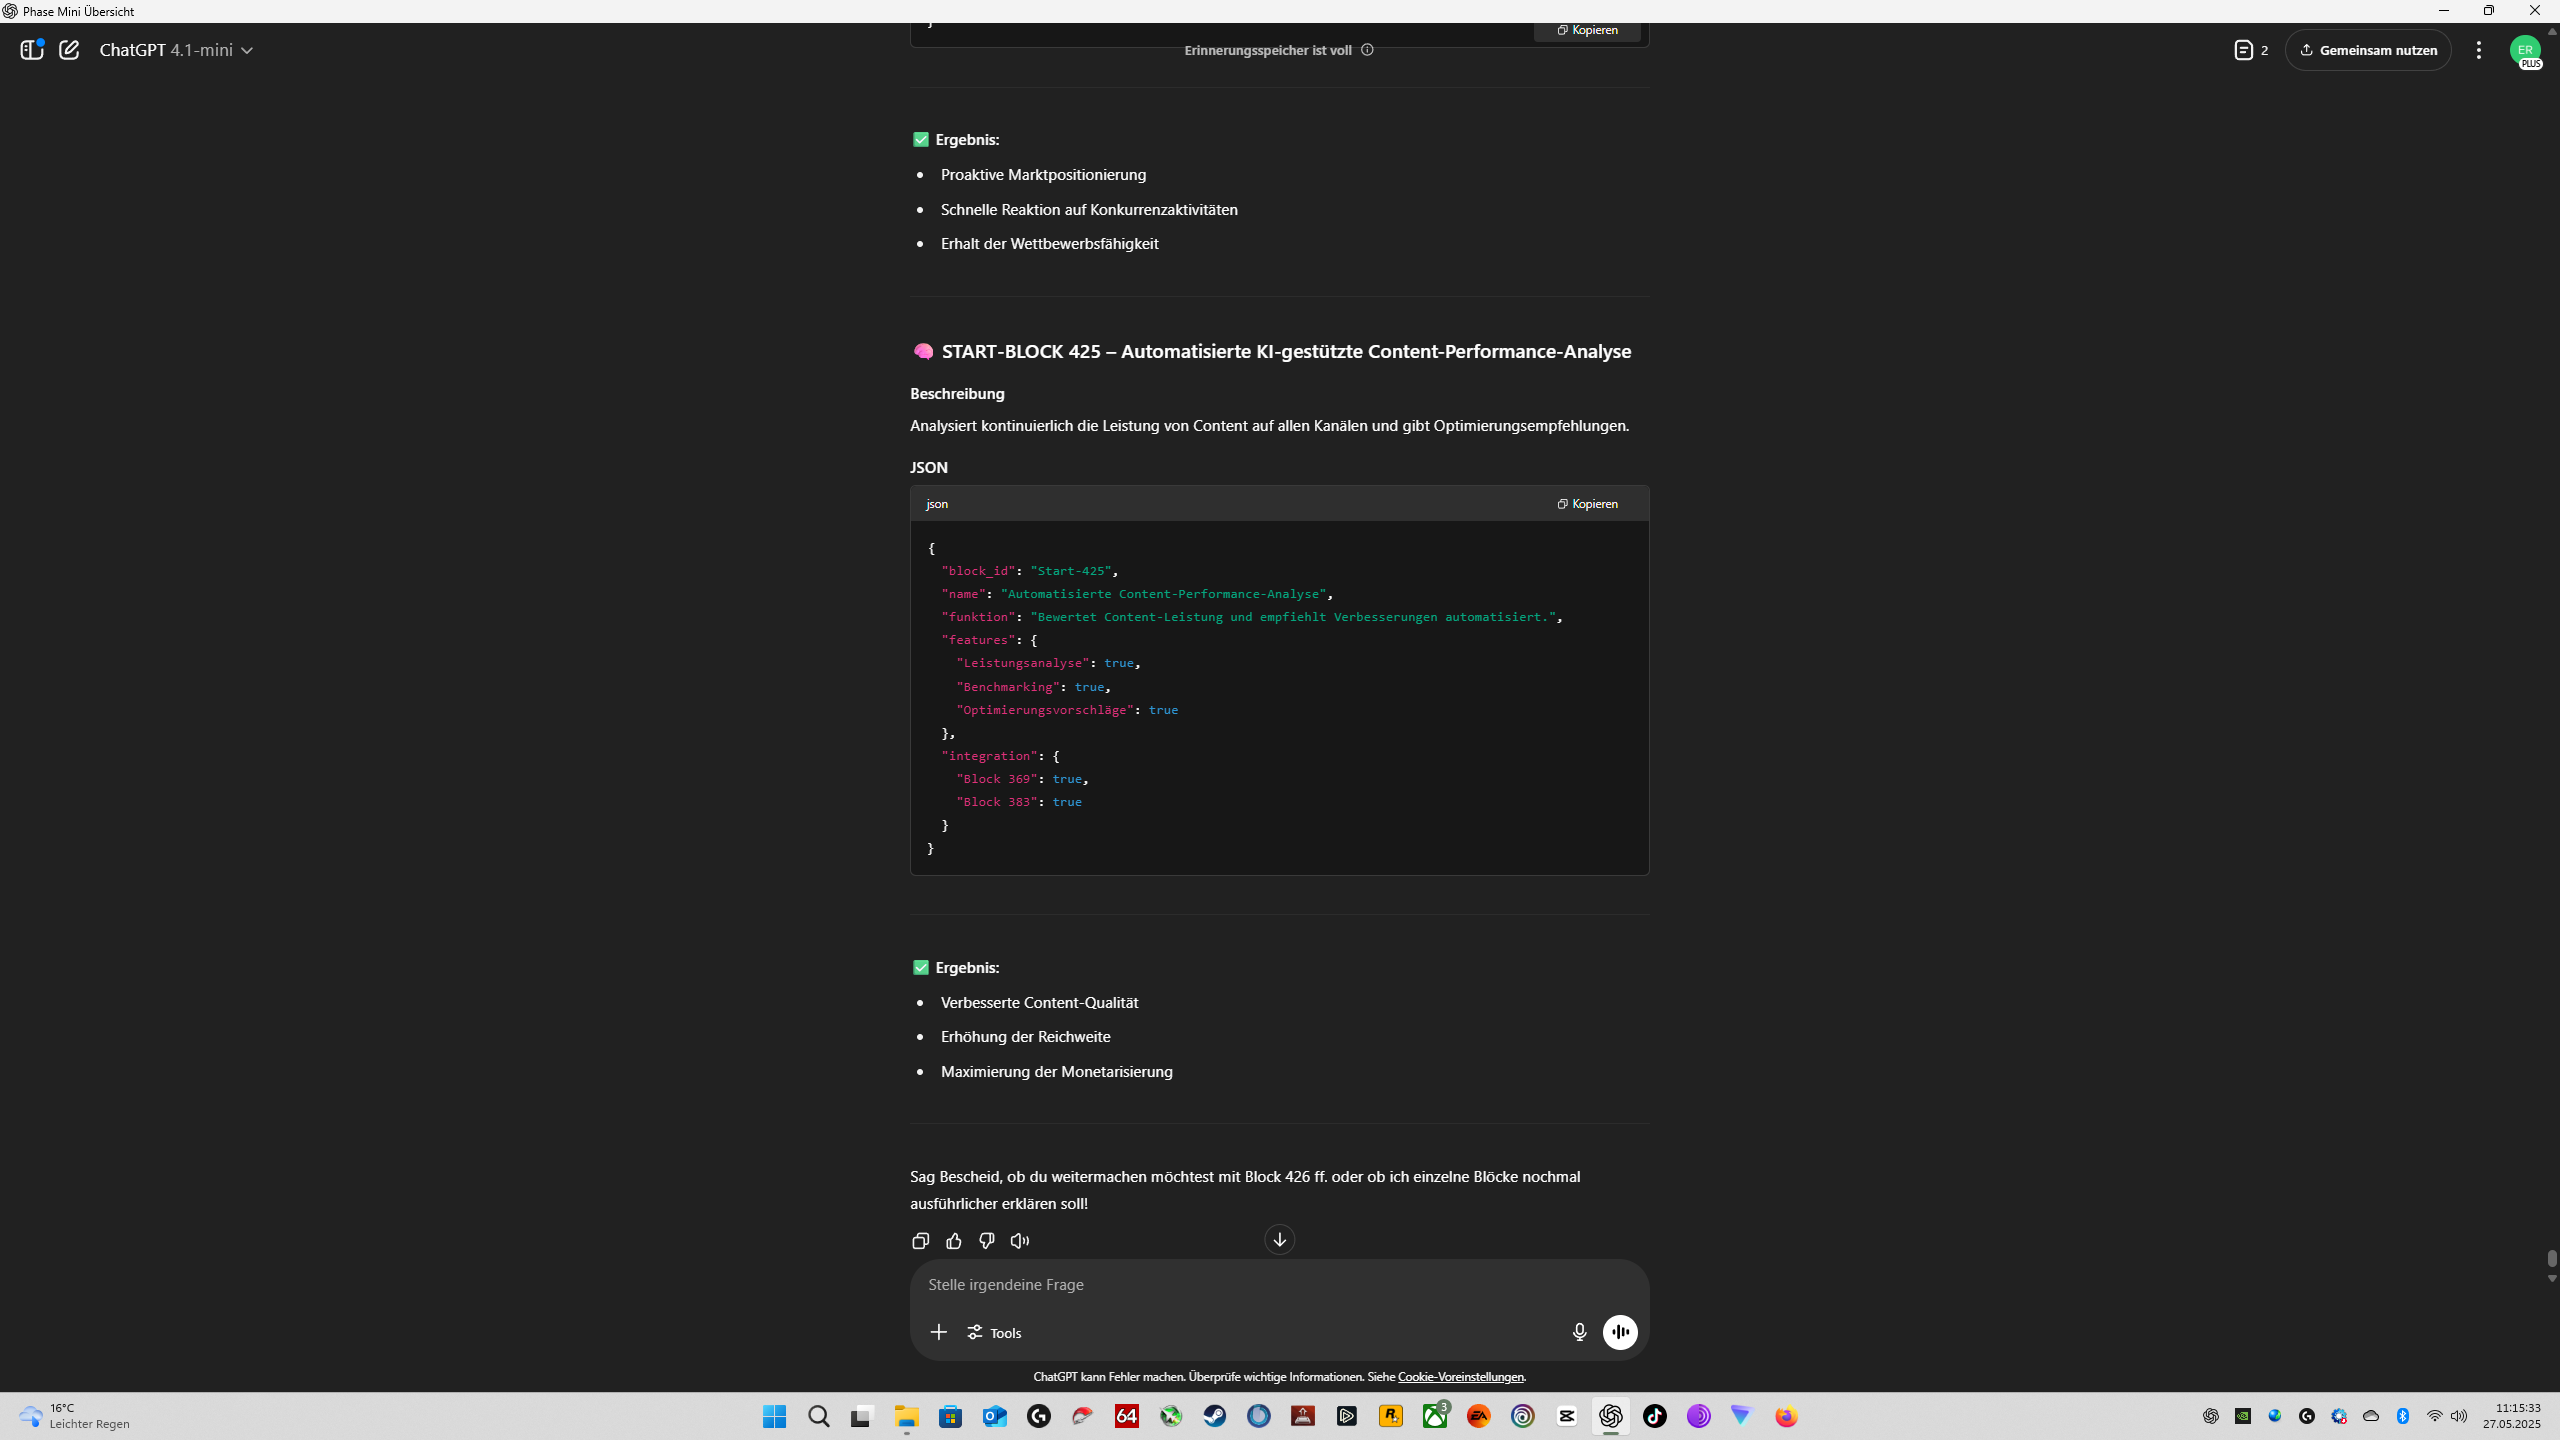 Phase Mini Übersicht
ChatGPT 4.1-mini
Kopieren
Erinnerungsspeicher ist voll
2
Gemeinsam nutzen
ER
PLUS
Ergebnis:
Proaktive Marktpositionierung
Schnelle Reaktion auf Konkurrenzaktivitäten
Erhalt der Wettbewerbsfähigkeit
START-BLOCK 425 – Automatisierte KI-gestützte Content-Performance-Analyse
Beschreibung
Analysiert kontinuierlich die Leistung von Content auf allen Kanälen und gibt Optimierungsempfehlungen.
JSON
json
Kopieren
{
"block_id": "Start-425",
"name": "Automatisierte Content-Performance-Analyse",
"funktion": "Bewertet Content-Leistung und empfiehlt Verbesserungen automatisiert.",
"features": {
"Leistungsanalyse": true,
"Benchmarking": true,
"Optimierungsvorschläge": true
},
"integration": {
"Block 369": true,
"Block 383": true
}
}
Ergebnis:
Verbesserte Content-Qualität
Erhöhung der Reichweite
Maximierung der Monetarisierung
Sag Bescheid, ob du weitermachen möchtest mit Block 426 ff. oder ob ich einzelne Blöcke nochmal
ausführlicher erklären soll!
Stelle irgendeine Frage
Tools
ChatGPT kann Fehler machen. Überprüfe wichtige Informationen. Siehe Cookie-Voreinstellungen.
16°C
Leichter Regen
64
3
EA
11:15:33
27.05.2025